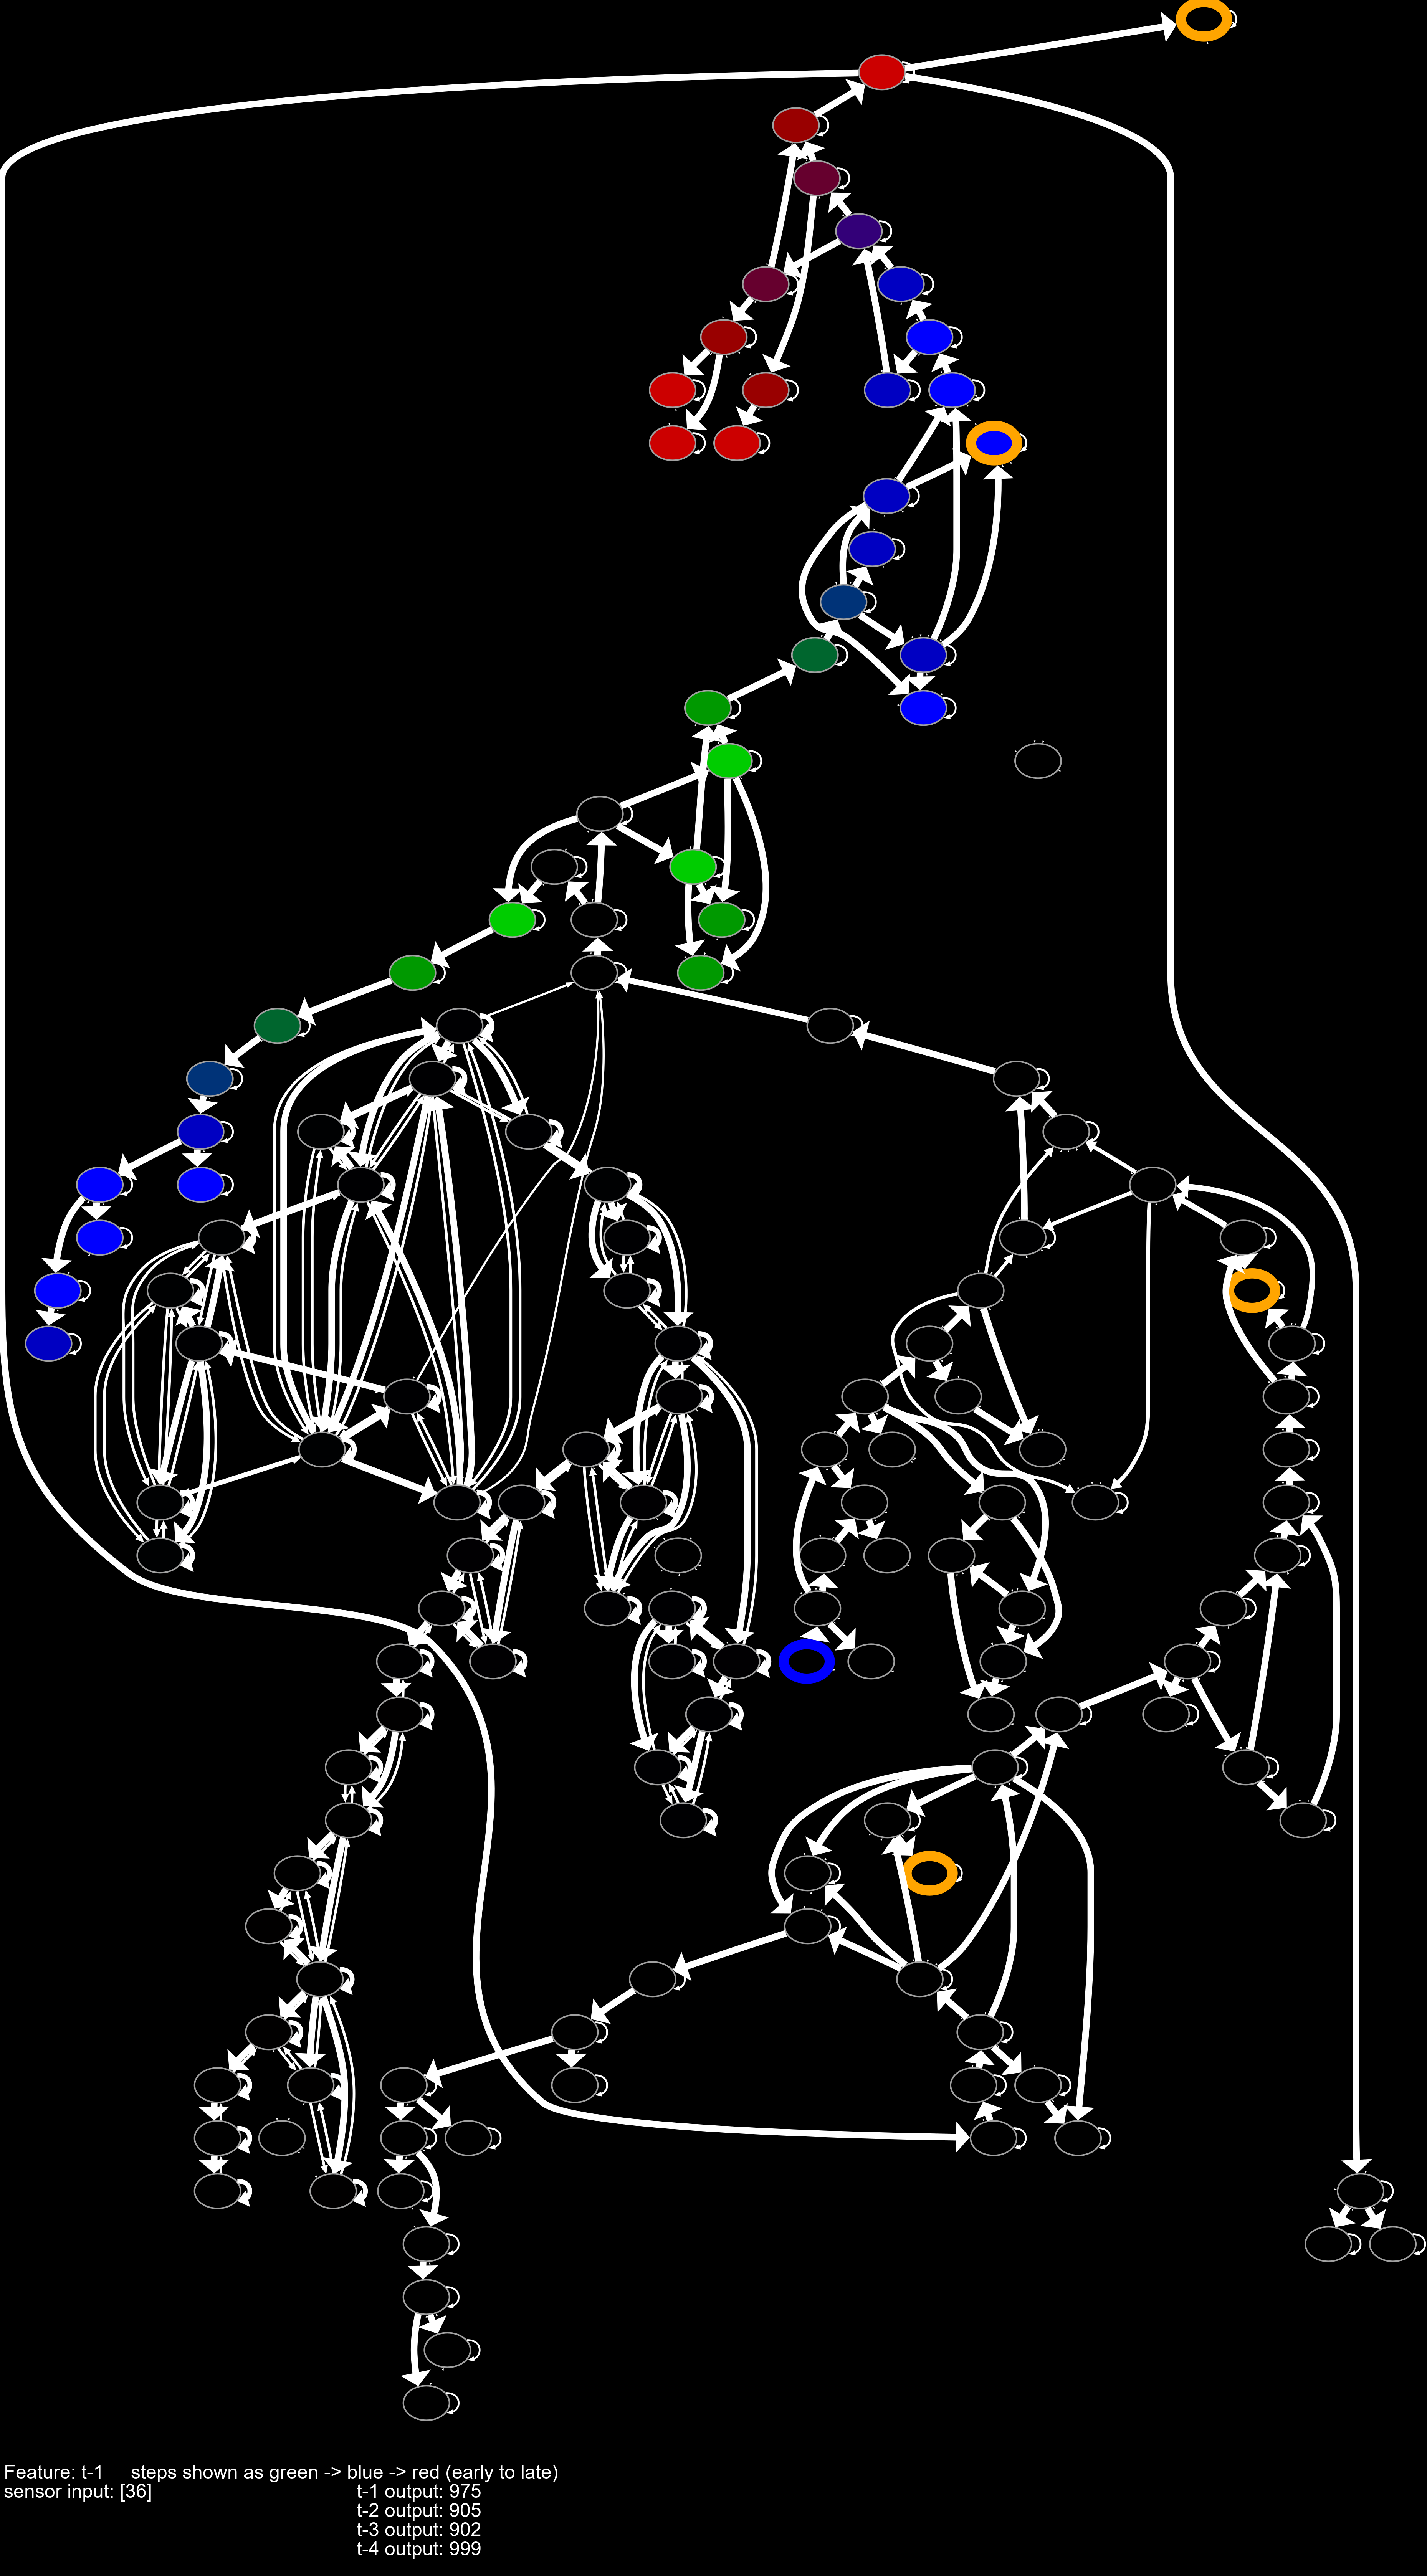 Feature: t-1 steps shown as green -> blue -> red (early to late)
sensor input: [36] t-1 output: 975
t-2 output: 905
t-3 output: 902
t-4 output: 999